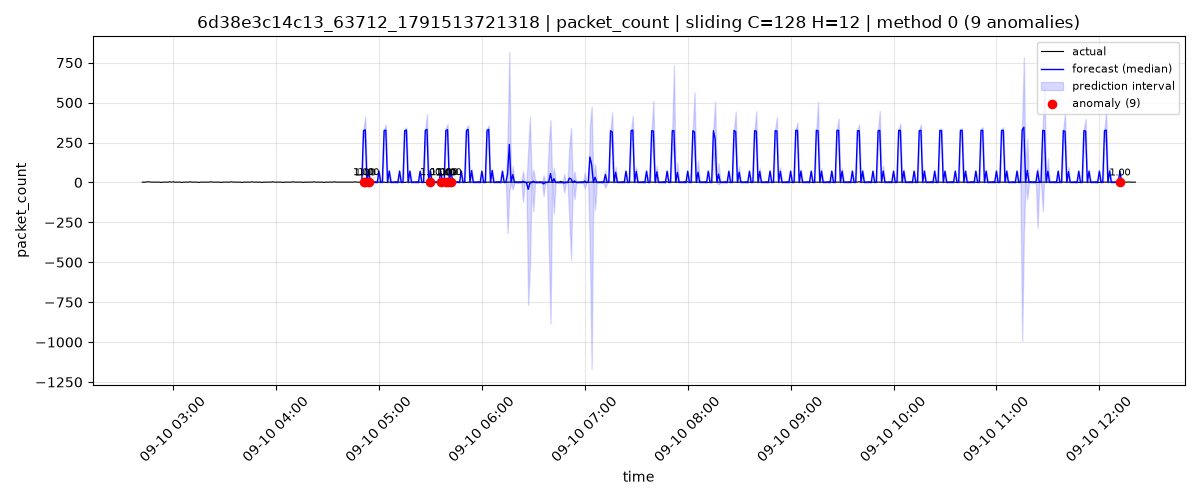 6d38e3c14c13_63712_1791513721318 | packet_count | sliding C=128 H=12 | method 0 (9 anomalies)
packet_count
750
500
250
0
−250
−500
−750
−1000
−1250
actual
forecast (median)
prediction interval
anomaly (9)
1.00
09-10 03:00
09-10 04:00
09-10 05:00
09-10 06:00
09-10 07:00
09-10 08:00
09-10 09:00
09-10 10:00
09-10 11:00
09-10 12:00
time